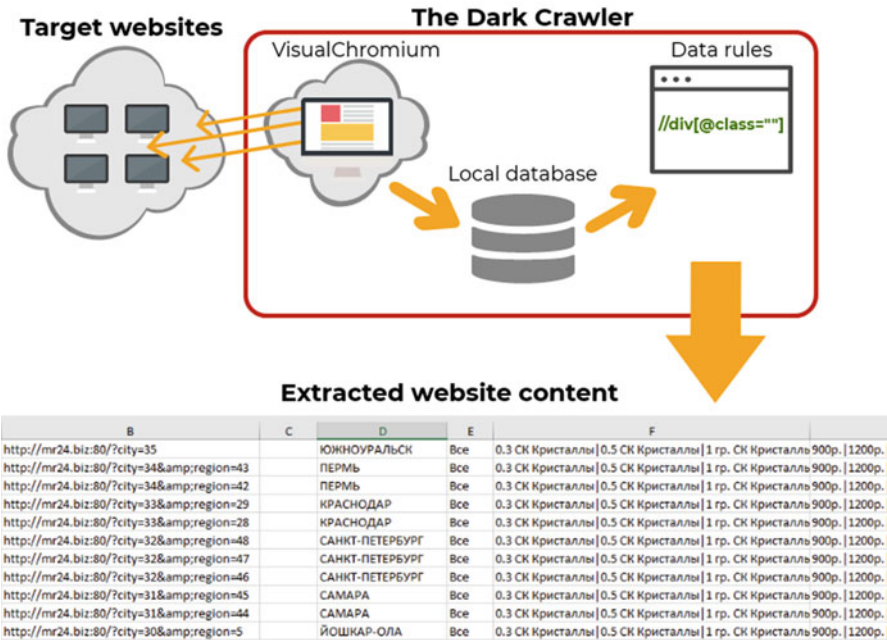 Target websites
The Dark Crawler
VisualChromium
Data rules
//div[@class=""]
Local database
Extracted website content
B C D E F
http://mr24.biz:80/?city=35 ЮЖНОУРАЛЬСК Все 0.3 СК Кристаллы|0.5 СК Кристаллы|1 гр. СК Кристалль 900р.|1200р.
http://mr24.biz:80/?city=34&amp;region=43 ПЕРМЬ Все 0.3 СК Кристаллы|0.5 СК Кристаллы|1 гр. СК Кристалль 900р.|1200р.
http://mr24.biz:80/?city=34&amp;region=42 ПЕРМЬ Все 0.3 СК Кристаллы|0.5 СК Кристаллы|1 гр. СК Кристалль 900р.|1200р.
http://mr24.biz:80/?city=33&amp;region=29 КРАСНОДАР Все 0.3 СК Кристаллы|0.5 СК Кристаллы|1 гр. СК Кристалль 900р.|1200р.
http://mr24.biz:80/?city=33&amp;region=28 КРАСНОДАР Все 0.3 СК Кристаллы|0.5 СК Кристаллы|1 гр. СК Кристалль 900р.|1200р.
http://mr24.biz:80/?city=32&amp;region=48 САНКТ-ПЕТЕРБУРГ Все 0.3 СК Кристаллы|0.5 СК Кристаллы|1 гр. СК Кристалль 900р.|1200р.
http://mr24.biz:80/?city=32&amp;region=47 САНКТ-ПЕТЕРБУРГ Все 0.3 СК Кристаллы|0.5 СК Кристаллы|1 гр. СК Кристалль 900р.|1200р.
http://mr24.biz:80/?city=32&amp;region=46 САНКТ-ПЕТЕРБУРГ Все 0.3 СК Кристаллы|0.5 СК Кристаллы|1 гр. СК Кристалль 900р.|1200р.
http://mr24.biz:80/?city=31&amp;region=45 САМАРА Все 0.3 СК Кристаллы|0.5 СК Кристаллы|1 гр. СК Кристалль 900р.|1200р.
http://mr24.biz:80/?city=31&amp;region=44 САМАРА Все 0.3 СК Кристаллы|0.5 СК Кристаллы|1 гр. СК Кристалль 900р.|1200р.
http://mr24.biz:80/?city=30&amp;region=5 ЙОШКАР-ОЛА Все 0.3 СК Кристаллы|0.5 СК Кристаллы|1 гр. СК Кристалль 900р.|1200р.